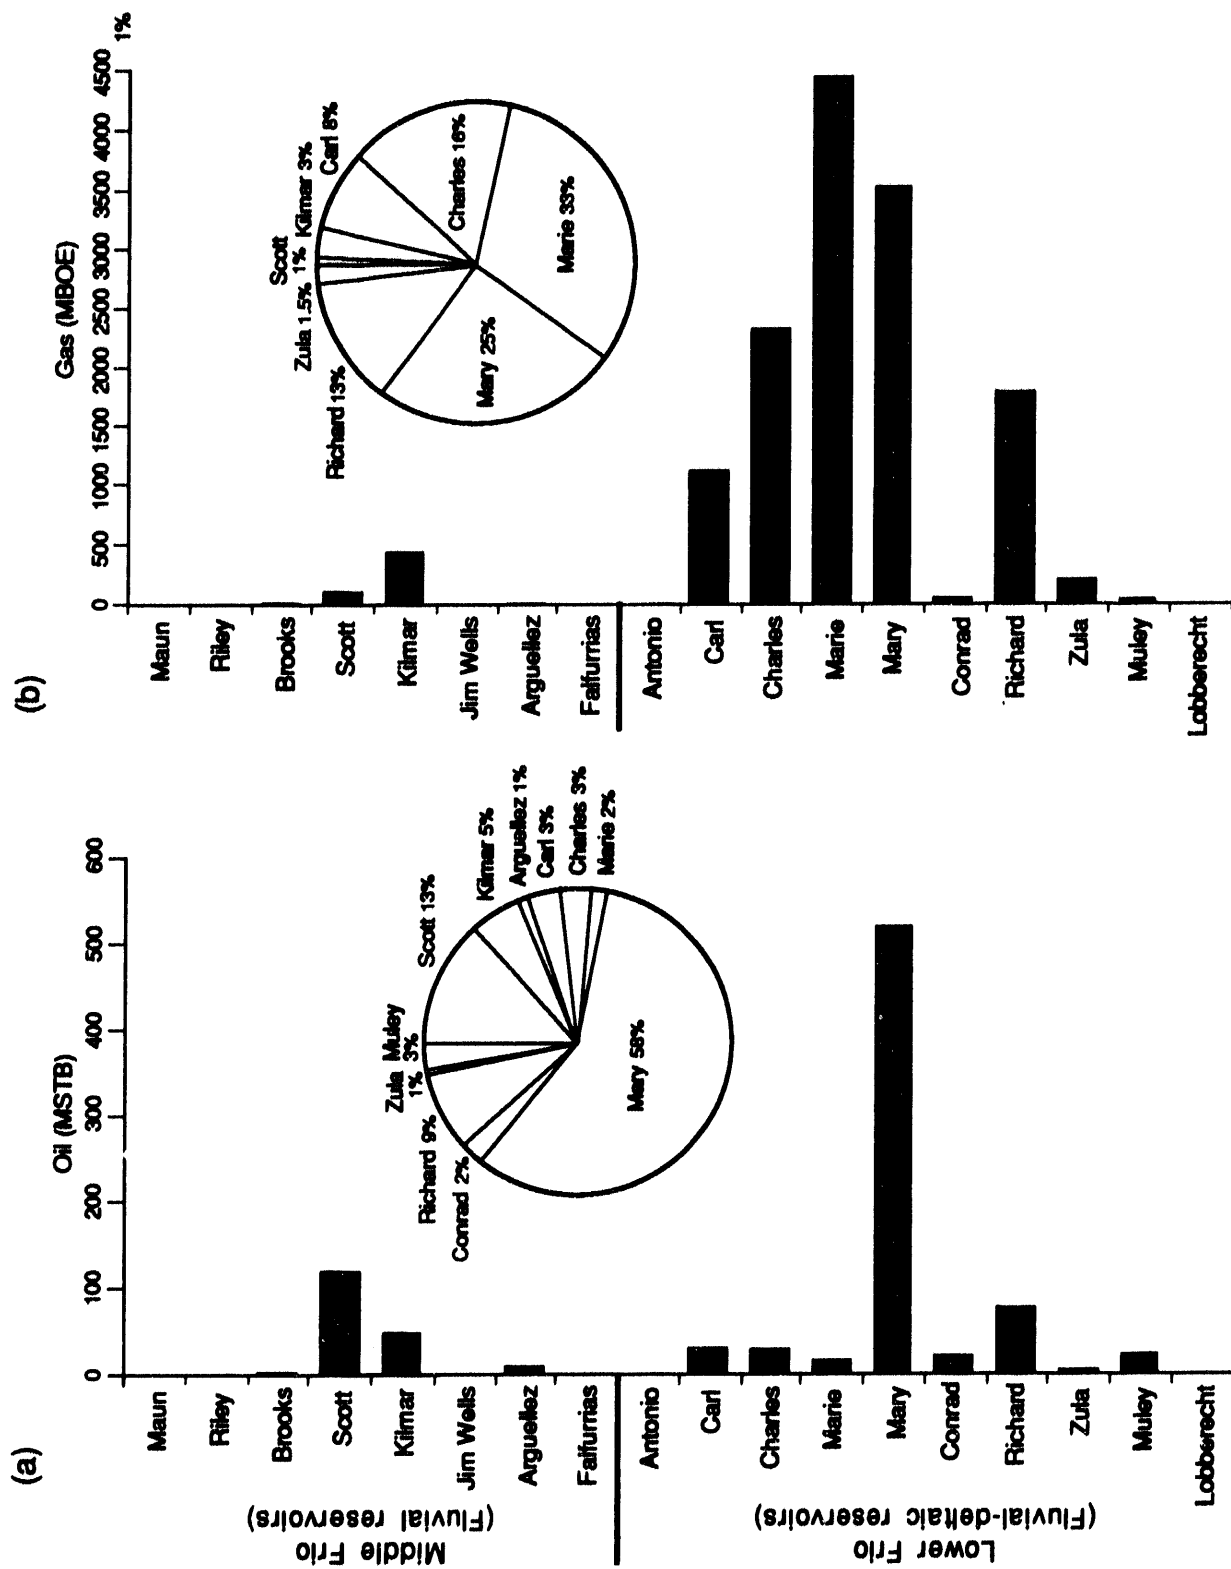 (a)
Oil (MSTB)
0 100 200 300 400 500 600
Middle Frio
(Fluvial reservoirs)
Maun
Riley
Brooks
Scott
Kilmar
Jim Wells
Arguellez
Falfurrias
Lower Frio
(Fluvial-deltaic reservoirs)
Antonio
Carl
Charles
Marie
Mary
Conrad
Richard
Zula
Muley
Lobberecht
Conrad 2%
Richard 9%
Zula
1%
Muley
3%
Scott 13%
Kilmar 5%
Arguellez 1%
Carl 3%
Charles 3%
Marie 2%
Mary 58%
(b)
Gas (MBOE)
0 500 1000 1500 2000 2500 3000 3500 4000 4500
1%
Maun
Riley
Brooks
Scott
Kilmar
Jim Wells
Arguellez
Falfurrias
Antonio
Carl
Charles
Marie
Mary
Conrad
Richard
Zula
Muley
Lobberecht
Richard 13%
Zula 1.5%
Scott
1%
Kilmar 3%
Carl 8%
Charles 16%
Marie 33%
Mary 25%